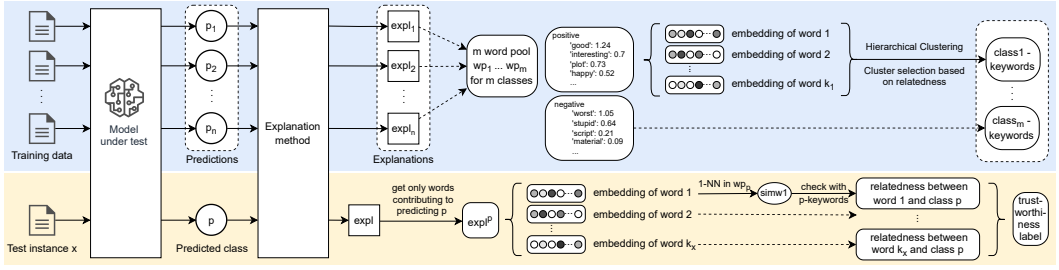 Training data
Model
under test
p1
p2
pn
Predictions
Explanation
method
expl1
expl2
expln
Explanations
m word pool
wp1 ... wpm
for m classes
positive
'good': 1.24
'interesting': 0.7
'plot': 0.73
'happy': 0.52
...
negative
'worst': 1.05
'stupid': 0.64
'script': 0.21
'material': 0.09
...
embedding of word 1
embedding of word 2
embedding of word k1
Hierarchical Clustering
Cluster selection based
on relatedness
class1 -
keywords
classm -
keywords
Test instance x
p
Predicted class
expl
get only words
contributing to
predicting p
explp
embedding of word 1
embedding of word 2
embedding of word kx
1-NN in wpp
simw1
check with
p-keywords
relatedness between
word 1 and class p
relatedness between
word kx and class p
trust-
worthi-
ness
label